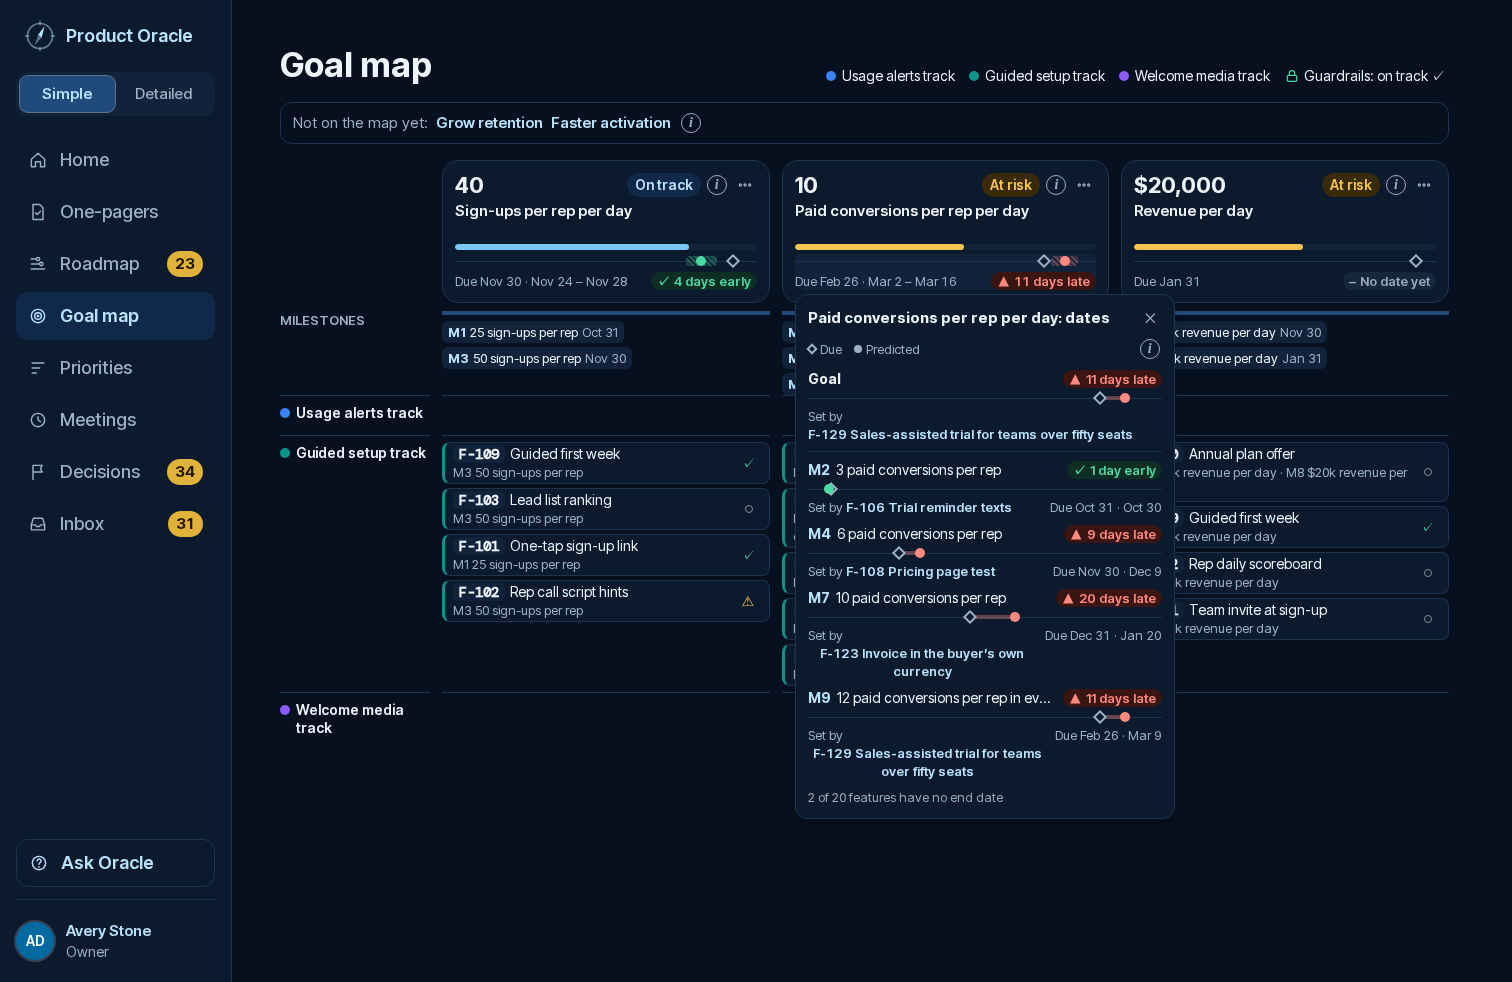 Product Oracle
Simple
Detailed
Home
One-pagers
Roadmap 23
Goal map
Priorities
Meetings
Decisions 34
Inbox 31
Ask Oracle
AD
Avery Stone
Owner
Goal map
Usage alerts track
Guided setup track
Welcome media track
Guardrails: on track ✓
Not on the map yet: Grow retention Faster activation i
40
On track i
Sign-ups per rep per day
Due Nov 30 · Nov 24 – Nov 28
✓ 4 days early
10
At risk i
Paid conversions per rep per day
Due Feb 26 · Mar 2 – Mar 16
▲ 11 days late
$20,000
At risk i
Revenue per day
Due Jan 31
– No date yet
MILESTONES
M1 25 sign-ups per rep Oct 31
M3 50 sign-ups per rep Nov 30
k revenue per day Nov 30
k revenue per day Jan 31
Usage alerts track
Guided setup track
F-109 Guided first week
M3 50 sign-ups per rep
✓
F-103 Lead list ranking
M3 50 sign-ups per rep
F-101 One-tap sign-up link
M1 25 sign-ups per rep
✓
F-102 Rep call script hints
M3 50 sign-ups per rep
⚠
Annual plan offer
k revenue per day · M8 $20k revenue per
Guided first week
k revenue per day
✓
Rep daily scoreboard
k revenue per day
Team invite at sign-up
k revenue per day
Welcome media
track
Paid conversions per rep per day: dates
Due
Predicted
i
Goal
▲ 11 days late
Set by
F-129 Sales-assisted trial for teams over fifty seats
M2 3 paid conversions per rep
✓ 1 day early
Set by F-106 Trial reminder texts
Due Oct 31 · Oct 30
M4 6 paid conversions per rep
▲ 9 days late
Set by F-108 Pricing page test
Due Nov 30 · Dec 9
M7 10 paid conversions per rep
▲ 20 days late
Set by
Due Dec 31 · Jan 20
F-123 Invoice in the buyer’s own
currency
M9 12 paid conversions per rep in ev…
▲ 11 days late
Set by
Due Feb 26 · Mar 9
F-129 Sales-assisted trial for teams
over fifty seats
2 of 20 features have no end date